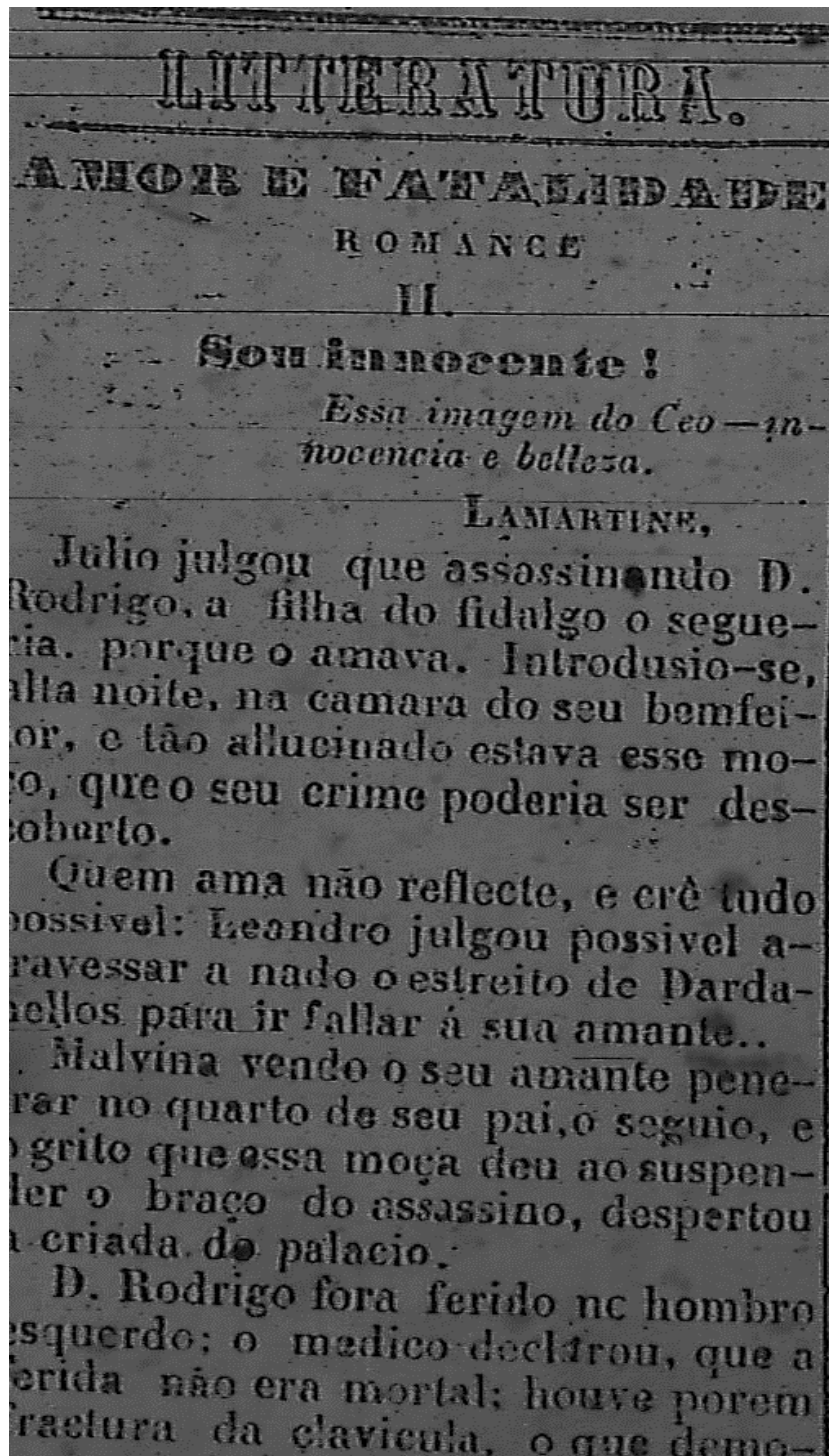 LITTERATURA.
AMOR E FATALIDADE
ROMANCE
II.
Sou innocente !
Essa imagem do Ceo—in-
nocencia e belleza.
LAMARTINE,
Julio julgou que assassinando D.
Rodrigo, a filha do fidalgo o segue-
ria. porque o amava. Introdusio-se,
alta noite, na camara do seu bemfei-
or, e tão allucinado estava esse mo-
ço, que o seu crime poderia ser des-
coberto.
Quem ama não reflecte, e crê tudo
possivel: Leandro julgou possivel a-
ravessar a nado o estreito de Darda-
nellos para ir fallar á sua amante..
Malvina vendo o seu amante pene-
rar no quarto de seu pai, o seguio, e
o grito que essa moça deu ao suspen-
der o braço do assassino, despertou
a criada do palacio.
D. Rodrigo fora ferido no hombro
esquerdo; o medico declarou, que a
ferida não era mortal; houve porem
fractura da clavicula, o que demo-